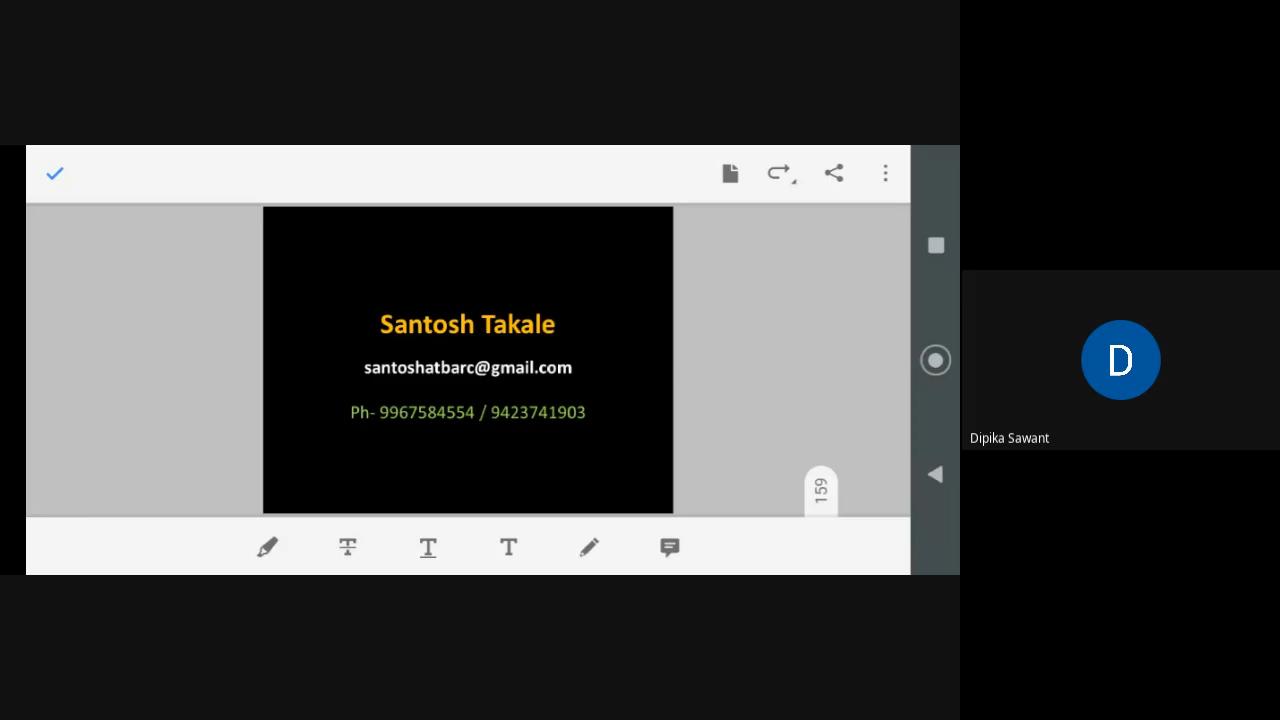 Santosh Takale
santoshatbarc@gmail.com
Ph- 9967584554 / 9423741903
159
D
Dipika Sawant